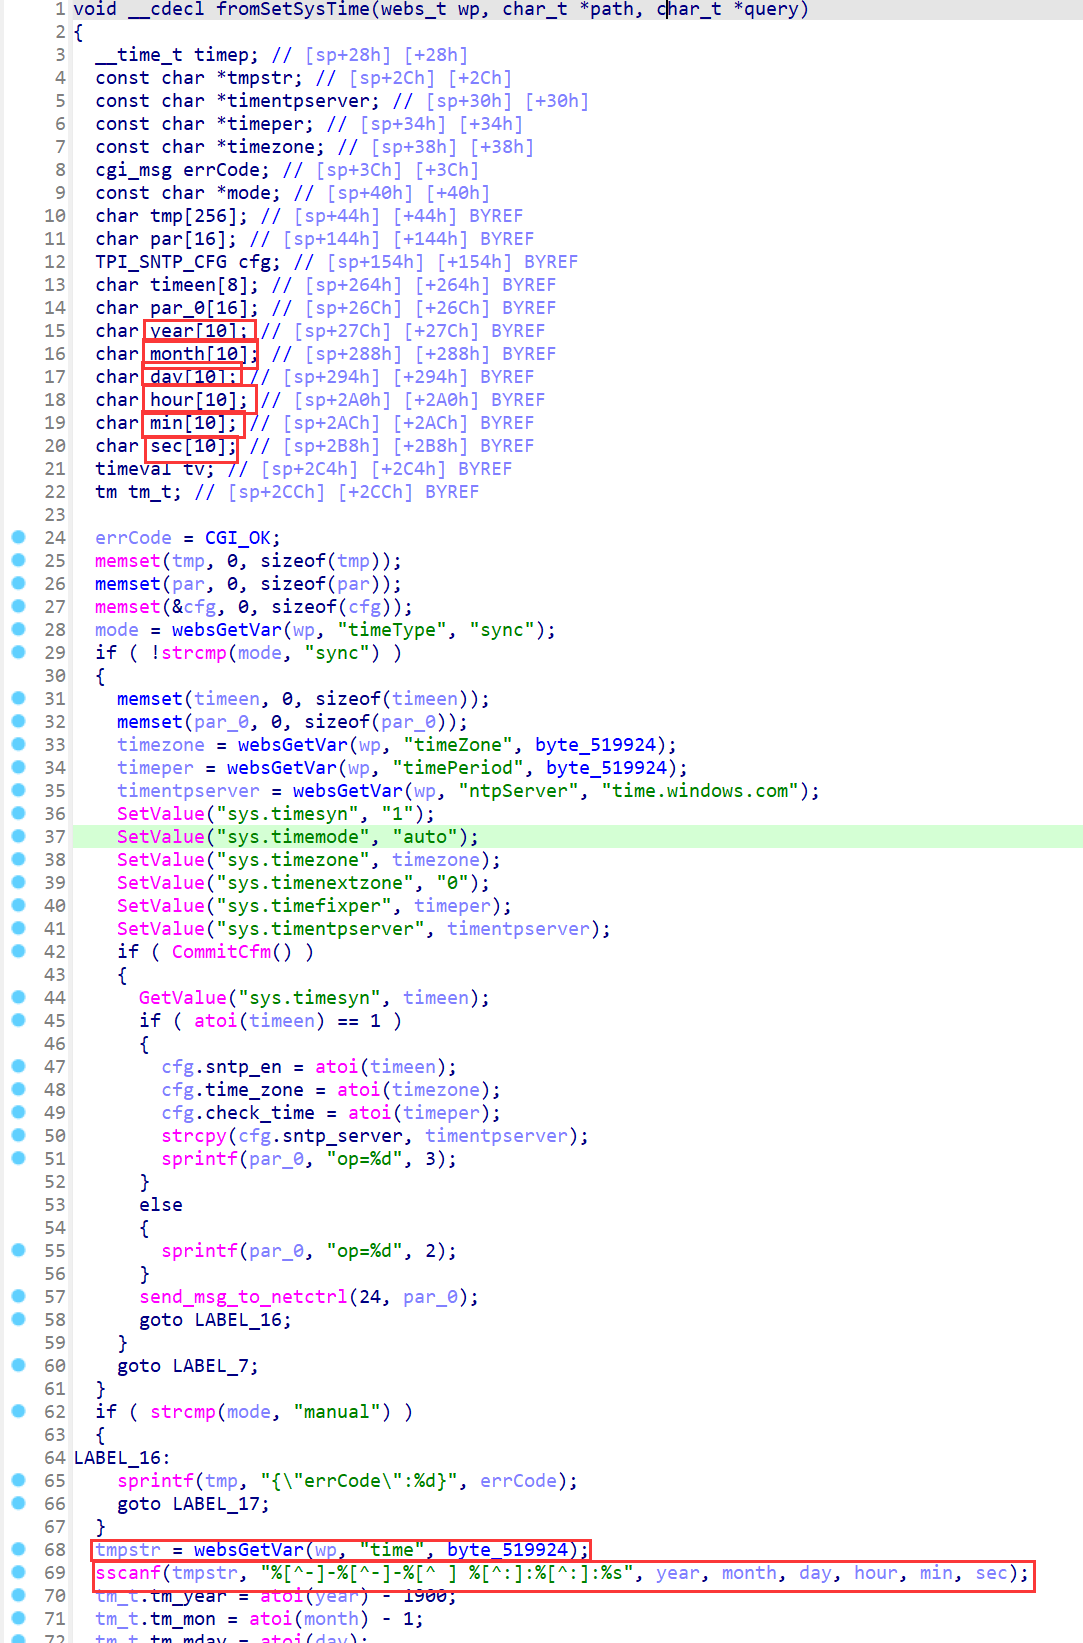 1 void __cdecl fromSetSysTime(webs_t wp, char_t *path, char_t *query)
2 {
3   __time_t timep; // [sp+28h] [+28h]
4   const char *tmpstr; // [sp+2Ch] [+2Ch]
5   const char *timentpserver; // [sp+30h] [+30h]
6   const char *timeper; // [sp+34h] [+34h]
7   const char *timezone; // [sp+38h] [+38h]
8   cgi_msg errCode; // [sp+3Ch] [+3Ch]
9   const char *mode; // [sp+40h] [+40h]
10   char tmp[256]; // [sp+44h] [+44h] BYREF
11   char par[16]; // [sp+144h] [+144h] BYREF
12   TPI_SNTP_CFG cfg; // [sp+154h] [+154h] BYREF
13   char timeen[8]; // [sp+264h] [+264h] BYREF
14   char par_0[16]; // [sp+26Ch] [+26Ch] BYREF
15   char year[10]; // [sp+27Ch] [+27Ch] BYREF
16   char month[10]; // [sp+288h] [+288h] BYREF
17   char day[10]; // [sp+294h] [+294h] BYREF
18   char hour[10]; // [sp+2A0h] [+2A0h] BYREF
19   char min[10]; // [sp+2ACh] [+2ACh] BYREF
20   char sec[10]; // [sp+2B8h] [+2B8h] BYREF
21   timeval tv; // [sp+2C4h] [+2C4h] BYREF
22   tm tm_t; // [sp+2CCh] [+2CCh] BYREF
23
24   errCode = CGI_OK;
25   memset(tmp, 0, sizeof(tmp));
26   memset(par, 0, sizeof(par));
27   memset(&cfg, 0, sizeof(cfg));
28   mode = websGetVar(wp, "timeType", "sync");
29   if ( !strcmp(mode, "sync") )
30   {
31     memset(timeen, 0, sizeof(timeen));
32     memset(par_0, 0, sizeof(par_0));
33     timezone = websGetVar(wp, "timeZone", byte_519924);
34     timeper = websGetVar(wp, "timePeriod", byte_519924);
35     timentpserver = websGetVar(wp, "ntpServer", "time.windows.com");
36     SetValue("sys.timesyn", "1");
37     SetValue("sys.timemode", "auto");
38     SetValue("sys.timezone", timezone);
39     SetValue("sys.timenextzone", "0");
40     SetValue("sys.timefixper", timeper);
41     SetValue("sys.timentpserver", timentpserver);
42     if ( CommitCfm() )
43     {
44       GetValue("sys.timesyn", timeen);
45       if ( atoi(timeen) == 1 )
46       {
47         cfg.sntp_en = atoi(timeen);
48         cfg.time_zone = atoi(timezone);
49         cfg.check_time = atoi(timeper);
50         strcpy(cfg.sntp_server, timentpserver);
51         sprintf(par_0, "op=%d", 3);
52       }
53       else
54       {
55         sprintf(par_0, "op=%d", 2);
56       }
57       send_msg_to_netctrl(24, par_0);
58       goto LABEL_16;
59     }
60     goto LABEL_7;
61   }
62   if ( strcmp(mode, "manual") )
63   {
64 LABEL_16:
65     sprintf(tmp, "{\"errCode\":%d}", errCode);
66     goto LABEL_17;
67   }
68   tmpstr = websGetVar(wp, "time", byte_519924);
69   sscanf(tmpstr, "%[^-]-%[^-]-%[^ ] %[^:]:%[^:]:%s", year, month, day, hour, min, sec);
70   tm_t.tm_year = atoi(year) - 1900;
71   tm_t.tm_mon = atoi(month) - 1;
72   tm_t.tm_mday = atoi(day);